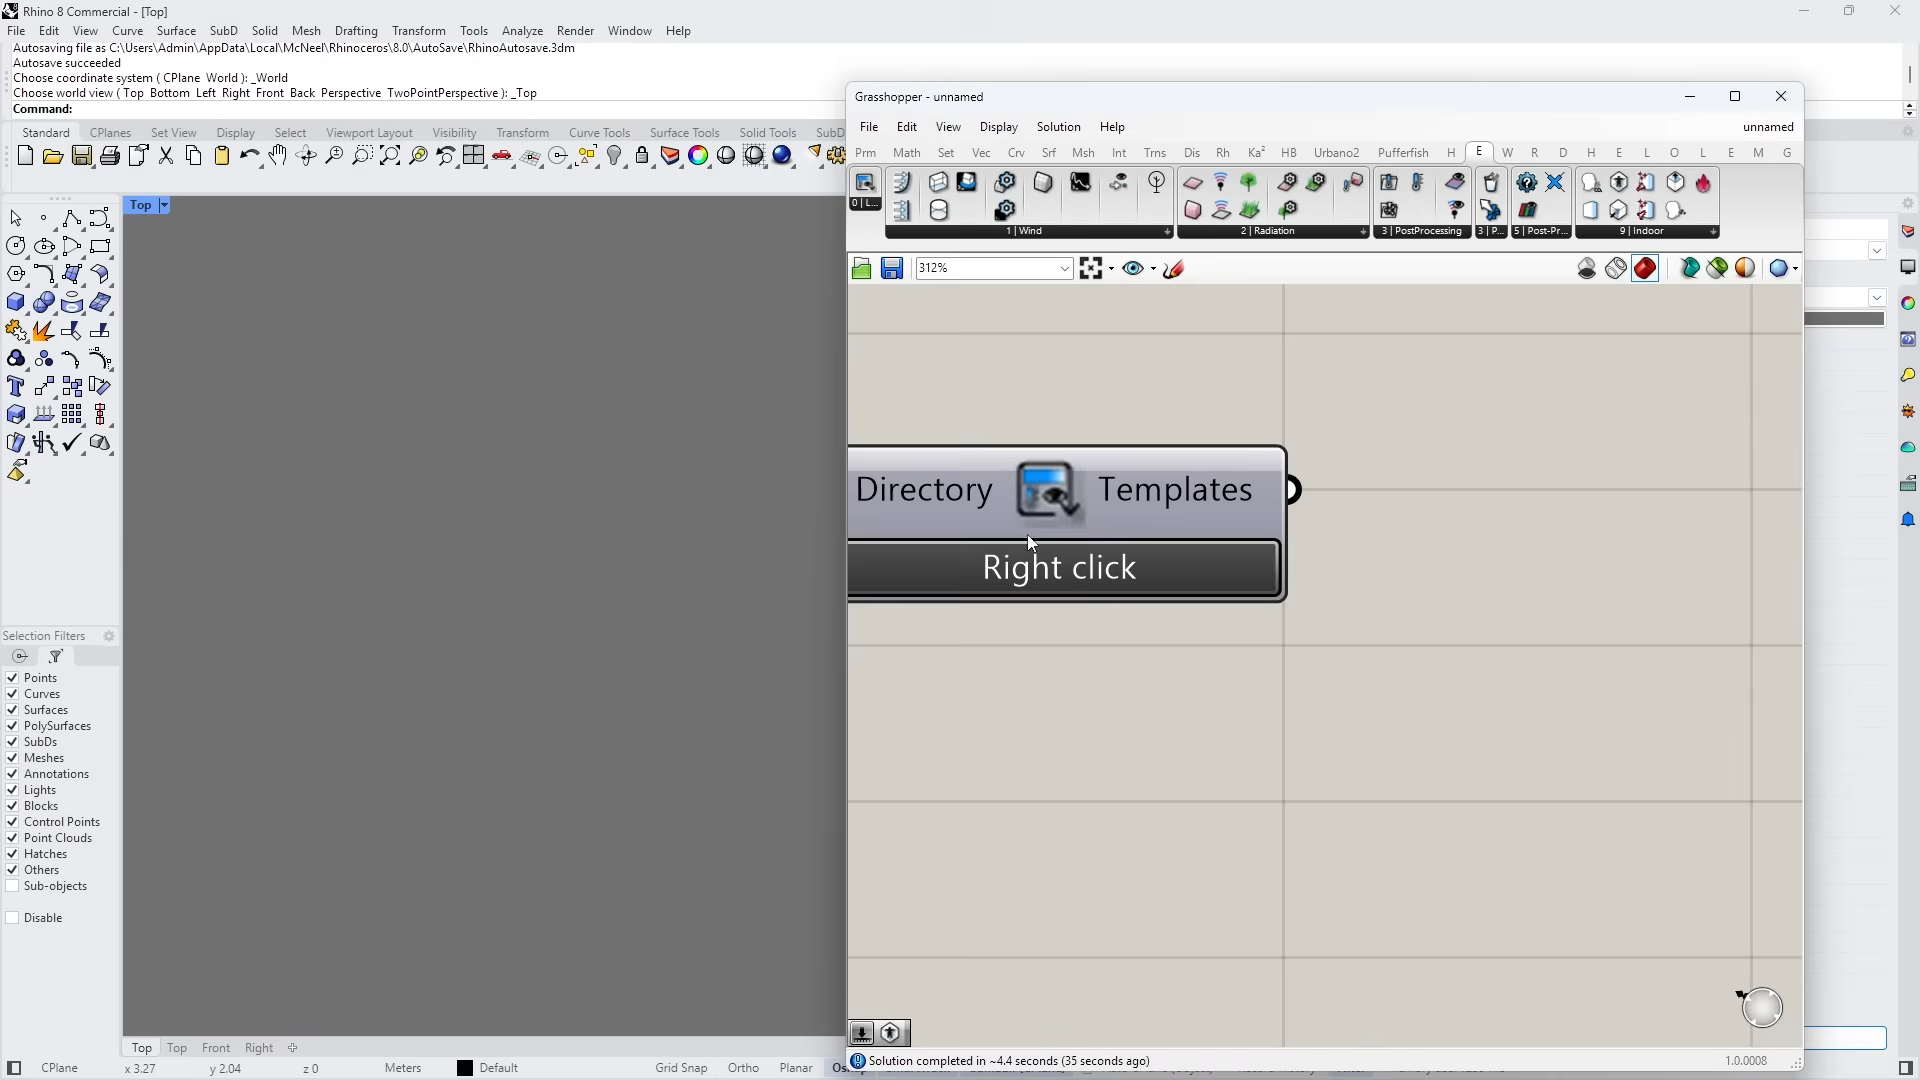 Rhino 8 Commercial - [Top]
File Edit View Curve Surface SubD Solid Mesh Drafting Transform Tools Analyze Render Window Help
Autosaving file as C:\Users\Admin\AppData\Local\McNeel\Rhinoceros\8.0\AutoSave\RhinoAutosave.3dm
Autosave succeeded
Choose coordinate system ( CPlane World ): _World
Choose world view ( Top Bottom Left Right Front Back Perspective TwoPointPerspective ): _Top
Command:
Standard CPlanes Set View Display Select Viewport Layout Visibility Transform Curve Tools Surface Tools Solid Tools SubD
Top
Grasshopper - unnamed
File Edit View Display Solution Help unnamed
Prm Math Set Vec Crv Srf Msh Int Trns Dis Rh Ka² HB Urbano2 Pufferfish H E W R D H E L O L E M G
0 | L...
1 | Wind
2 | Radiation
3 | PostProcessing
3 | P...
5 | Post-Pr...
9 | Indoor
312%
Directory Templates
Right click
Selection Filters
Points
Curves
Surfaces
PolySurfaces
SubDs
Meshes
Annotations
Lights
Blocks
Control Points
Point Clouds
Hatches
Others
Sub-objects
Disable
Top Top Front Right
Solution completed in ~4.4 seconds (35 seconds ago) 1.0.0008
CPlane x 3.27 y 2.04 z 0 Meters Default Grid Snap Ortho Planar